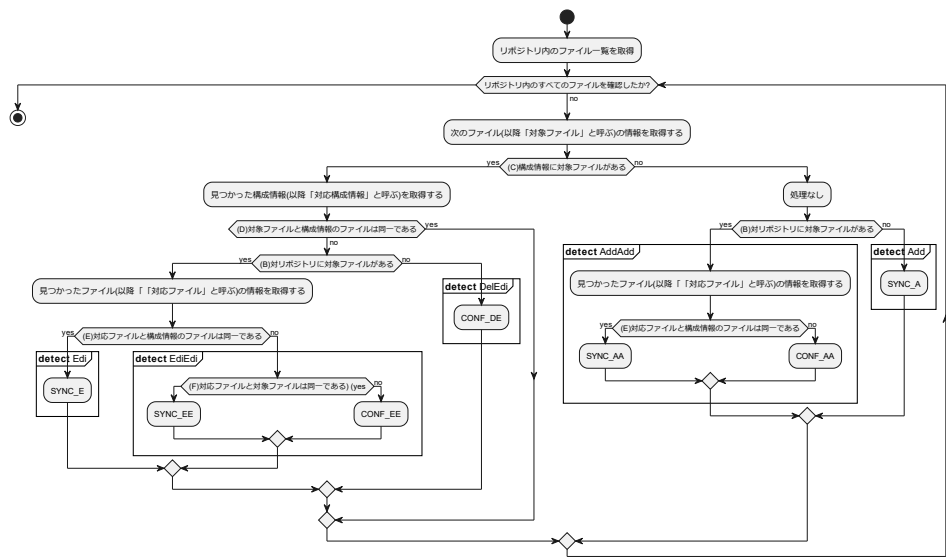 リポジトリ内のファイル一覧を取得
リポジトリ内のすべてのファイルを確認したか?
no
次のファイル(以降「対象ファイル」と呼ぶ)の情報を取得する
yes
(C)構成情報に対象ファイルがある
no
見つかった構成情報(以降「対応構成情報」と呼ぶ)を取得する
処理なし
(D)対象ファイルと構成情報のファイルは同一である
yes
no
yes
(B)対リポジトリに対象ファイルがある
no
yes
(B)対リポジトリに対象ファイルがある
no
detect AddAdd
detect Add
見つかったファイル(以降「「対応ファイル」と呼ぶ)の情報を取得する
detect DelEdi
CONF_DE
見つかったファイル(以降「「対応ファイル」と呼ぶ)の情報を取得する
SYNC_A
yes
(E)対応ファイルと構成情報のファイルは同一である
no
yes
(E)対応ファイルと構成情報のファイルは同一である
no
SYNC_AA
CONF_AA
detect Edi
SYNC_E
detect EdiEdi
(F)対応ファイルと対象ファイルは同一である) (yes
no
SYNC_EE
CONF_EE